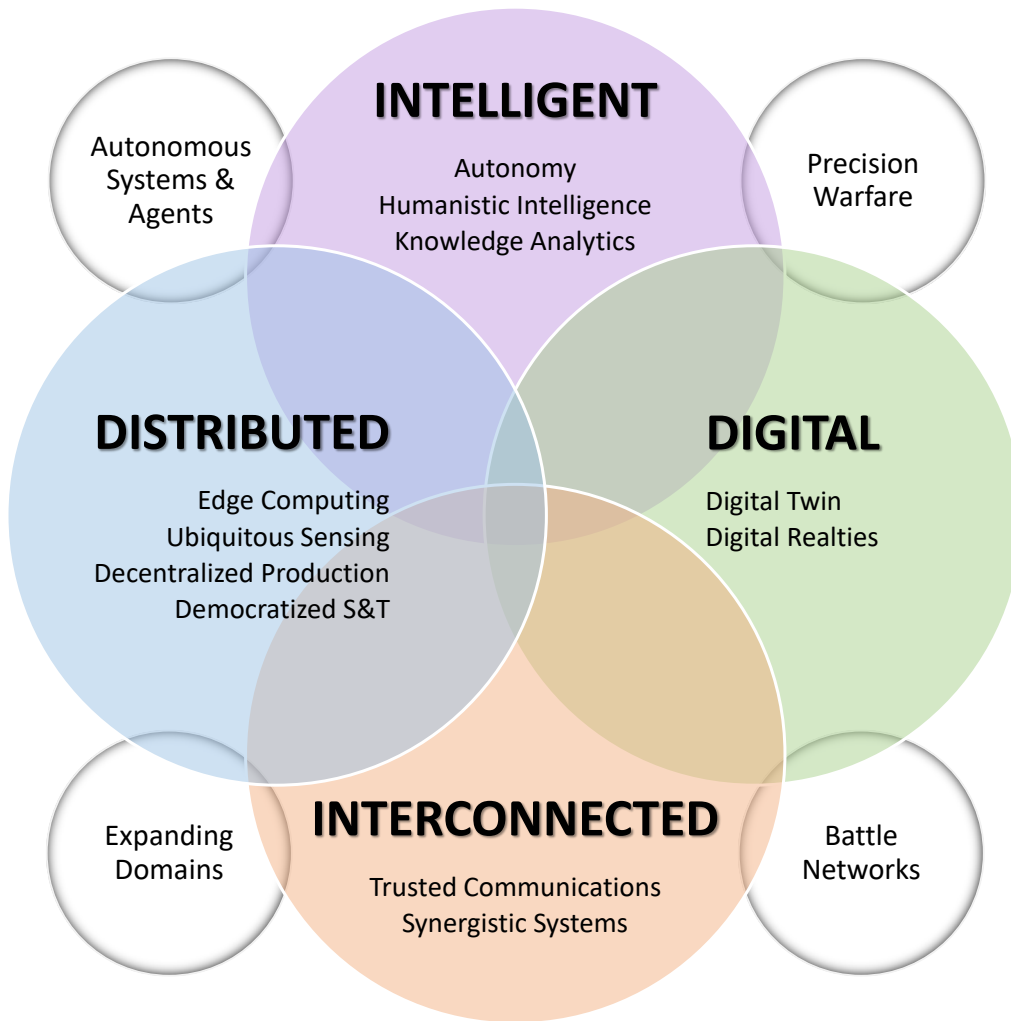 INTELLIGENT
Autonomy
Humanistic Intelligence
Knowledge Analytics
Autonomous
Systems &
Agents
Precision
Warfare
DISTRIBUTED
Edge Computing
Ubiquitous Sensing
Decentralized Production
Democratized S&T
DIGITAL
Digital Twin
Digital Realties
INTERCONNECTED
Trusted Communications
Synergistic Systems
Expanding
Domains
Battle
Networks